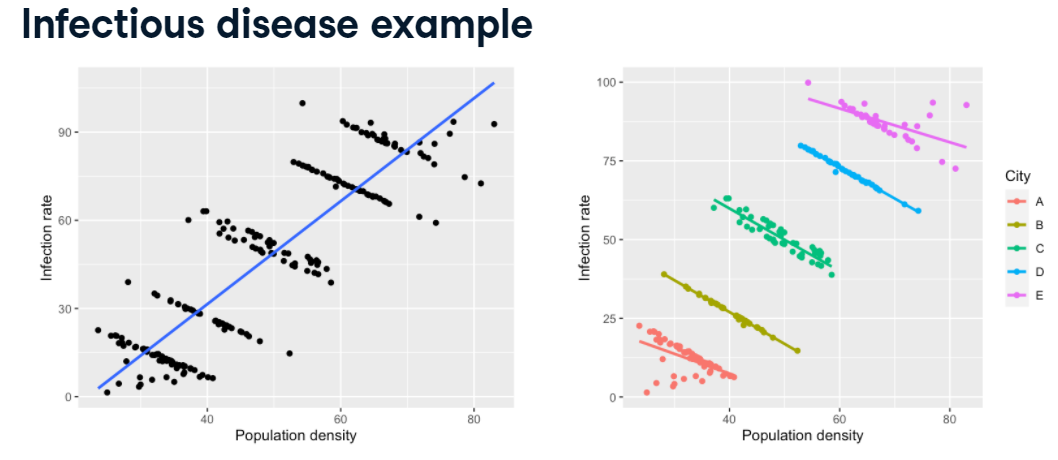 Infectious disease example
Infection rate
90
60
30
0
40 60 80
Population density
Infection rate
100
75
50
25
0
40 60 80
Population density
City
A
B
C
D
E